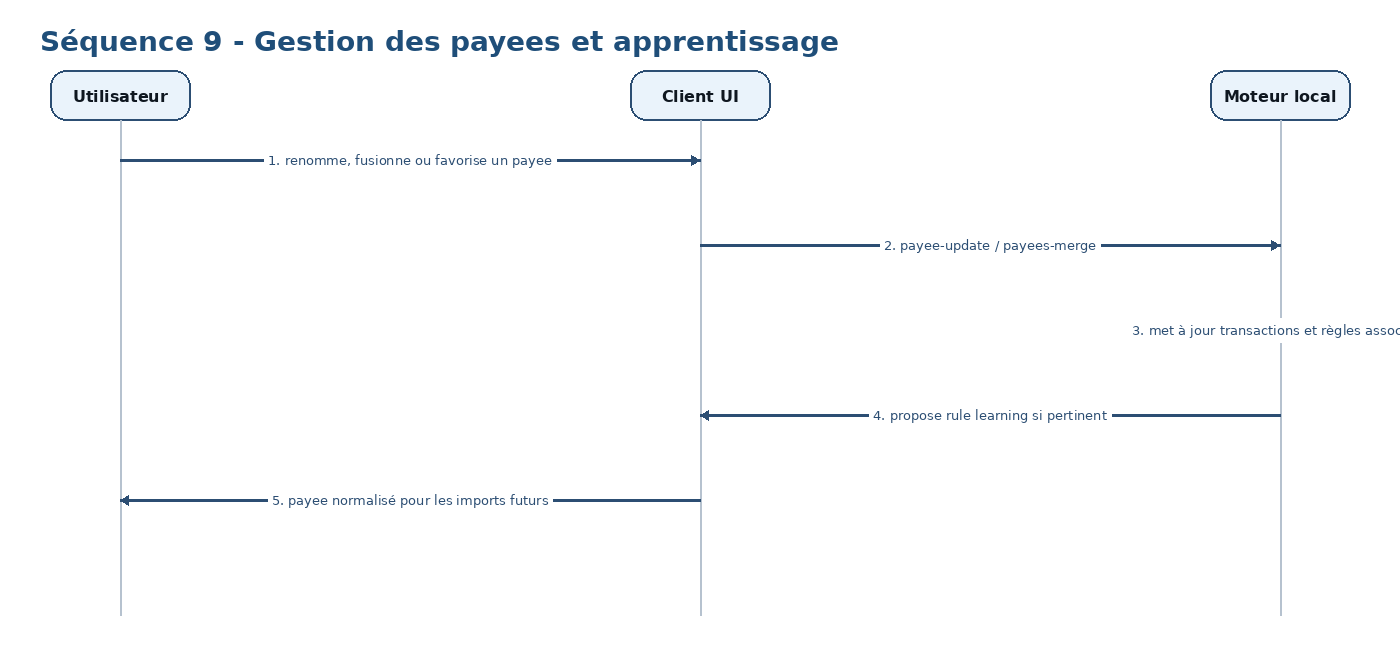 Séquence 9 - Gestion des payees et apprentissage
Utilisateur
Client UI
Moteur local
1. renomme, fusionne ou favorise un payee
2. payee-update / payees-merge
3. met à jour transactions et règles
4. propose rule learning si pertinent
5. payee normalisé pour les imports futurs